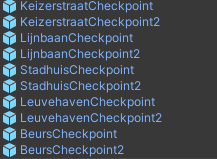 KeizerstraatCheckpoint
KeizerstraatCheckpoint2
LijnbaanCheckpoint
LijnbaanCheckpoint2
StadhuisCheckpoint
StadhuisCheckpoint2
LeuvehavenCheckpoint
LeuvehavenCheckpoint2
BeursCheckpoint
BeursCheckpoint2